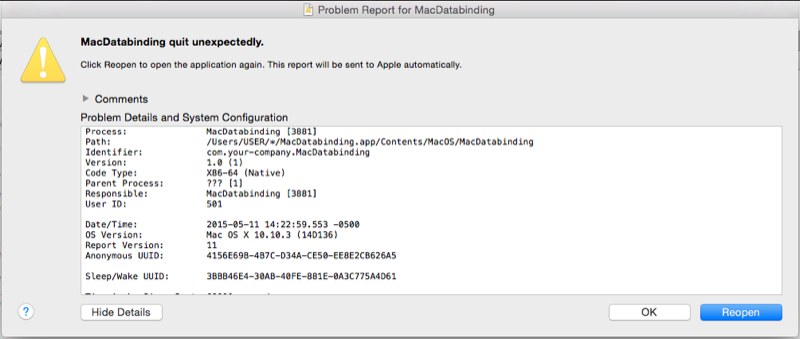 Problem Report for MacDatabinding
MacDatabinding quit unexpectedly.
Click Reopen to open the application again. This report will be sent to Apple automatically.
Comments
Problem Details and System Configuration
Process: MacDatabinding [3881]
Path: /Users/USER/*/MacDatabinding.app/Contents/MacOS/MacDatabinding
Identifier: com.your-company.MacDatabinding
Version: 1.0 (1)
Code Type: X86-64 (Native)
Parent Process: ??? [1]
Responsible: MacDatabinding [3881]
User ID: 501
Date/Time: 2015-05-11 14:22:59.553 -0500
OS Version: Mac OS X 10.10.3 (14D136)
Report Version: 11
Anonymous UUID: 4156E69B-4B7C-D34A-CE50-EE8E2CB626A5
Sleep/Wake UUID: 3BBB46E4-30AB-40FE-881E-0A3C775A4D61
? Hide Details OK Reopen